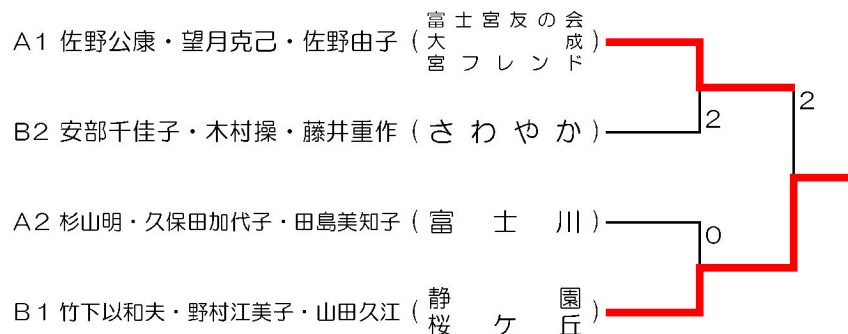 A1 佐野公康・望月克己・佐野由子 (富士宮友の会 大成 宮フレンド)
2
2
B2 安部千佳子・木村操・藤井重作 (さわやか)
A2 杉山明・久保田加代子・田島美知子 (富士川)
0
B1 竹下以和夫・野村江美子・山田久江 (静園 桜ケ丘)